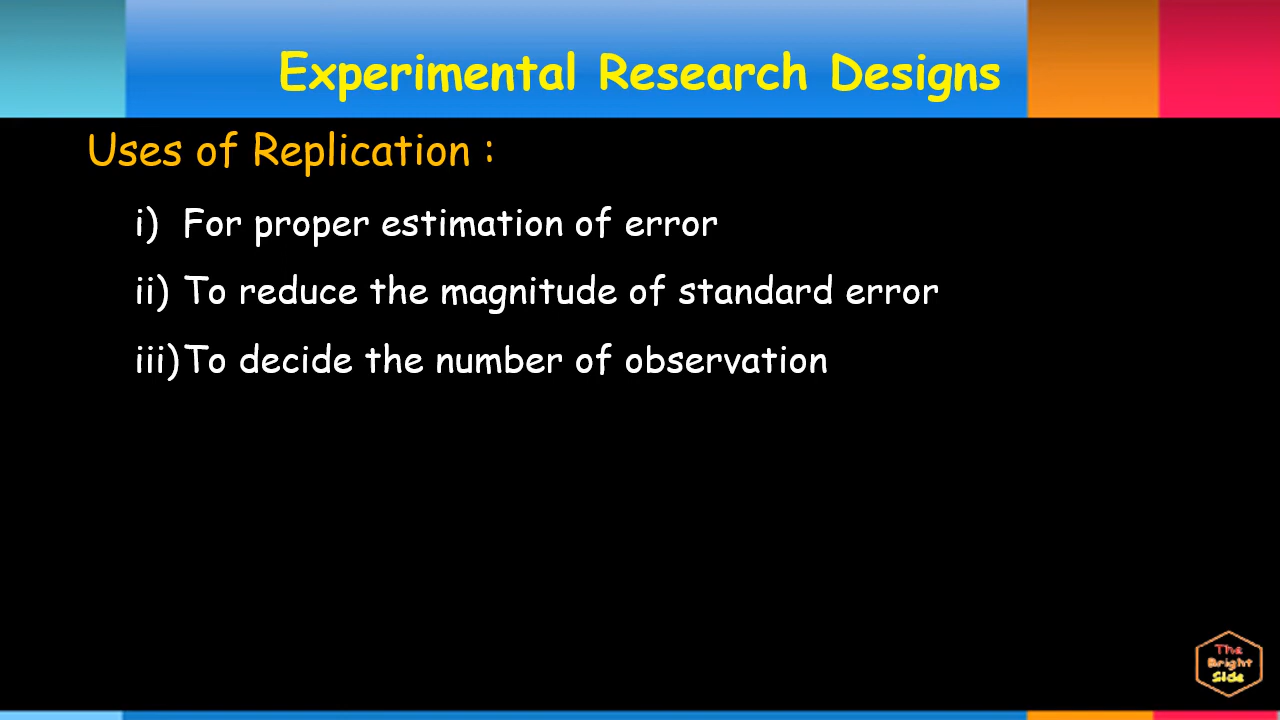 Experimental Research Designs
Uses of Replication :
i) For proper estimation of error
ii) To reduce the magnitude of standard error
iii) To decide the number of observation
The
Bright
Side